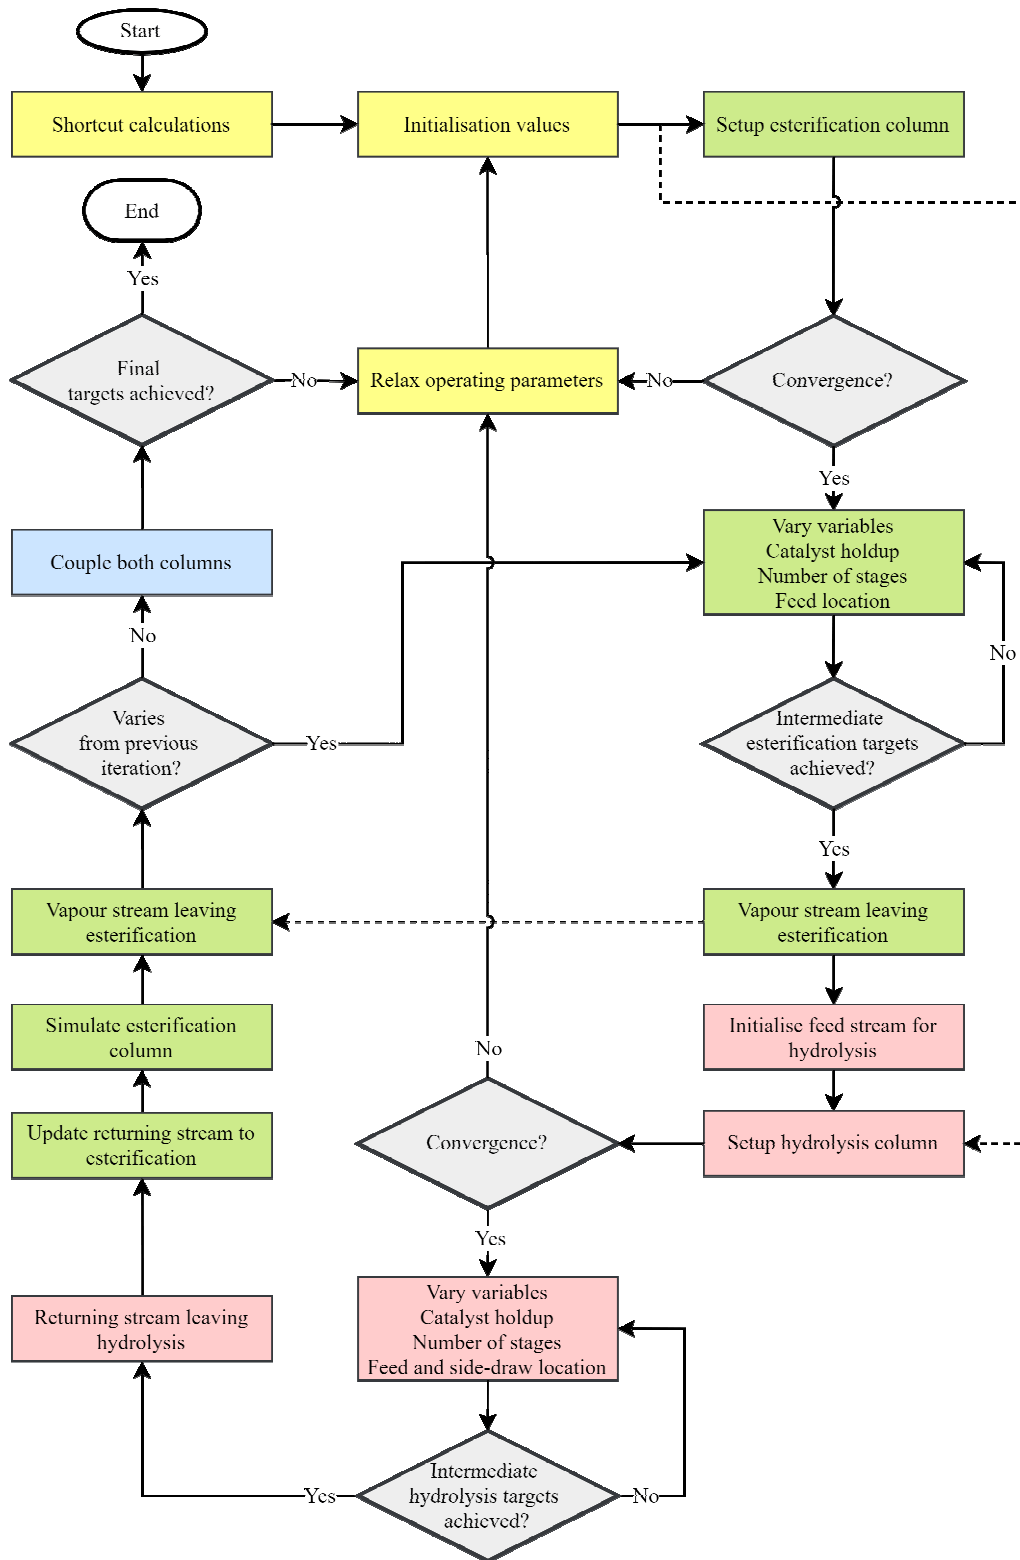 Start
Shortcut calculations
Initialisation values
Setup esterification column
End
Yes
Final
targets achieved?
No
Relax operating parameters
No
Convergence?
Yes
Couple both columns
Vary variables
Catalyst holdup
Number of stages
Feed location
No
No
Varies
from previous
iteration?
Yes
Intermediate
esterification targets
achieved?
Yes
Vapour stream leaving
esterification
Vapour stream leaving
esterification
Simulate esterification
column
Initialise feed stream for
hydrolysis
No
Update returning stream to
esterification
Convergence?
Setup hydrolysis column
Yes
Returning stream leaving
hydrolysis
Vary variables
Catalyst holdup
Number of stages
Feed and side-draw location
Yes
Intermediate
hydrolysis targets
achieved?
No